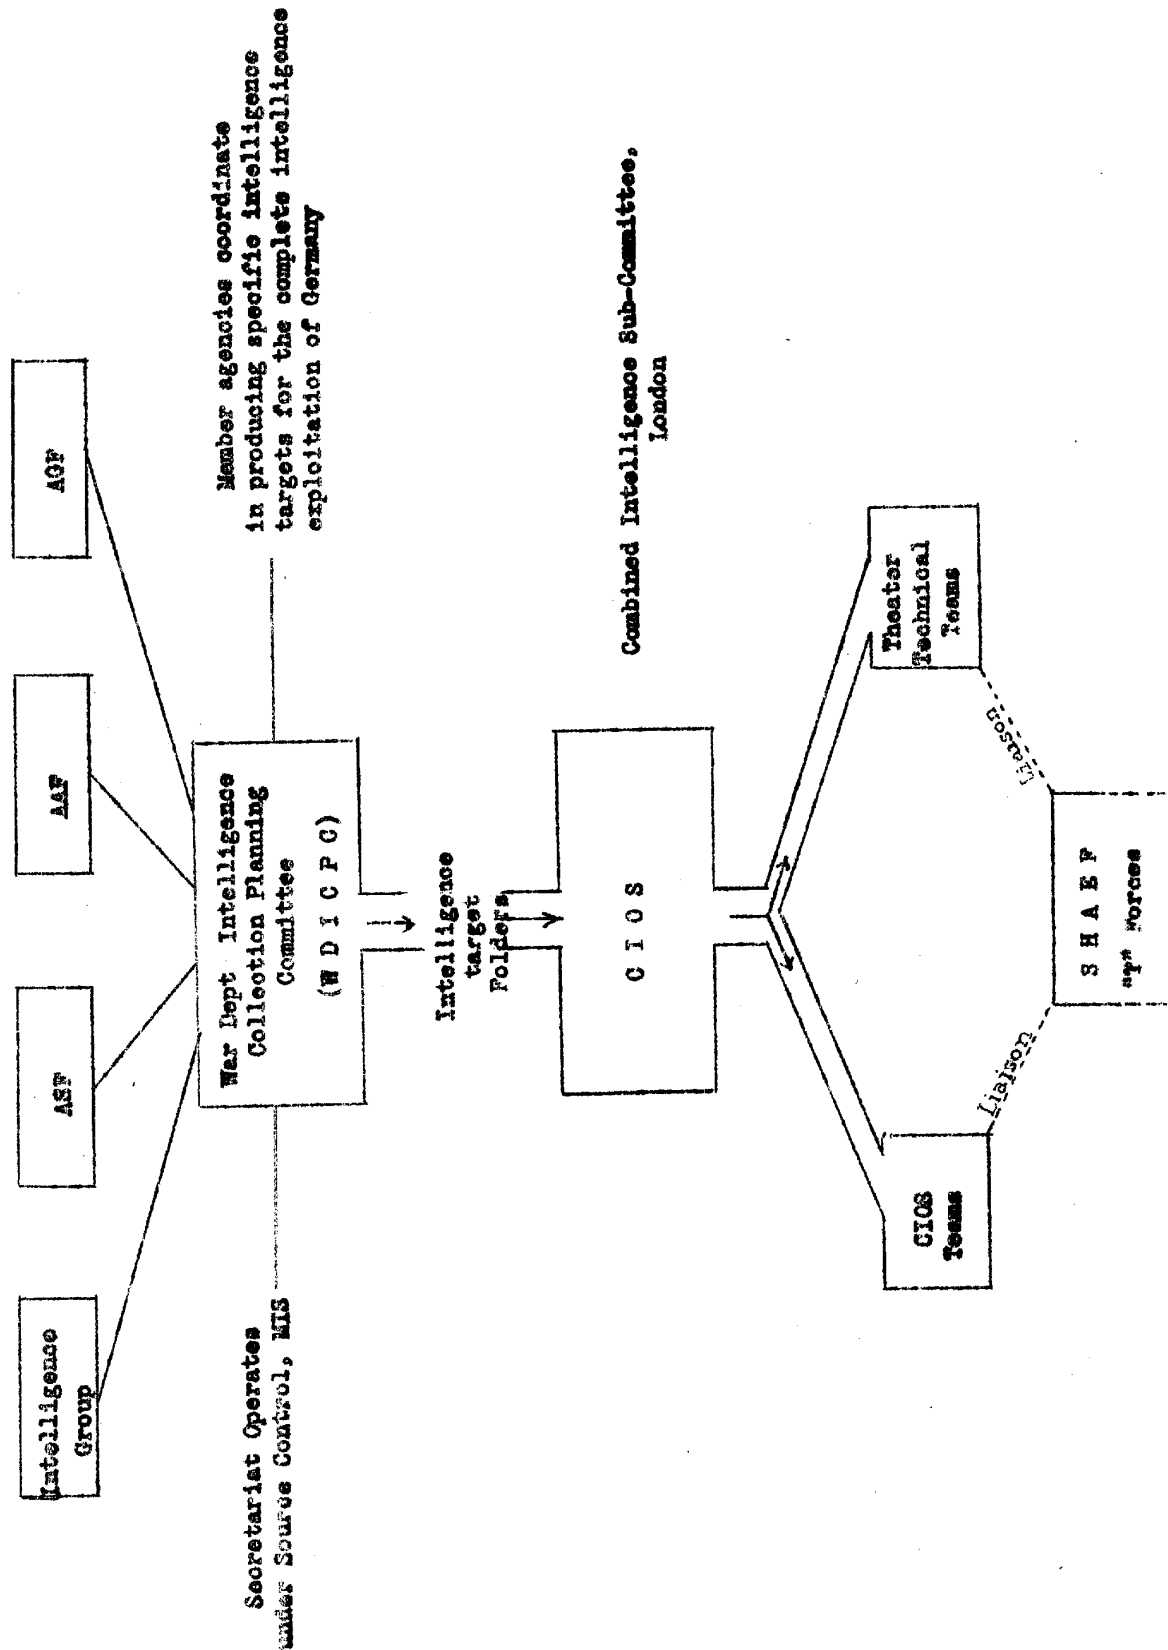 Intelligence
Group
ASF
AAF
AGF
Secretariat Operates
under Source Control, MIS
War Dept Intelligence
Collection Planning
Committee
(W D I C P C)
Member agencies coordinate
in producing specific intelligence
targets for the complete intelligence
exploitation of Germany
Intelligence
target
Folders
C I O S
Combined Intelligence Sub-Committee,
London
CIOS
Teams
Theater
Technical
Teams
Liaison
Liaison
S H A E F
"T" Forces